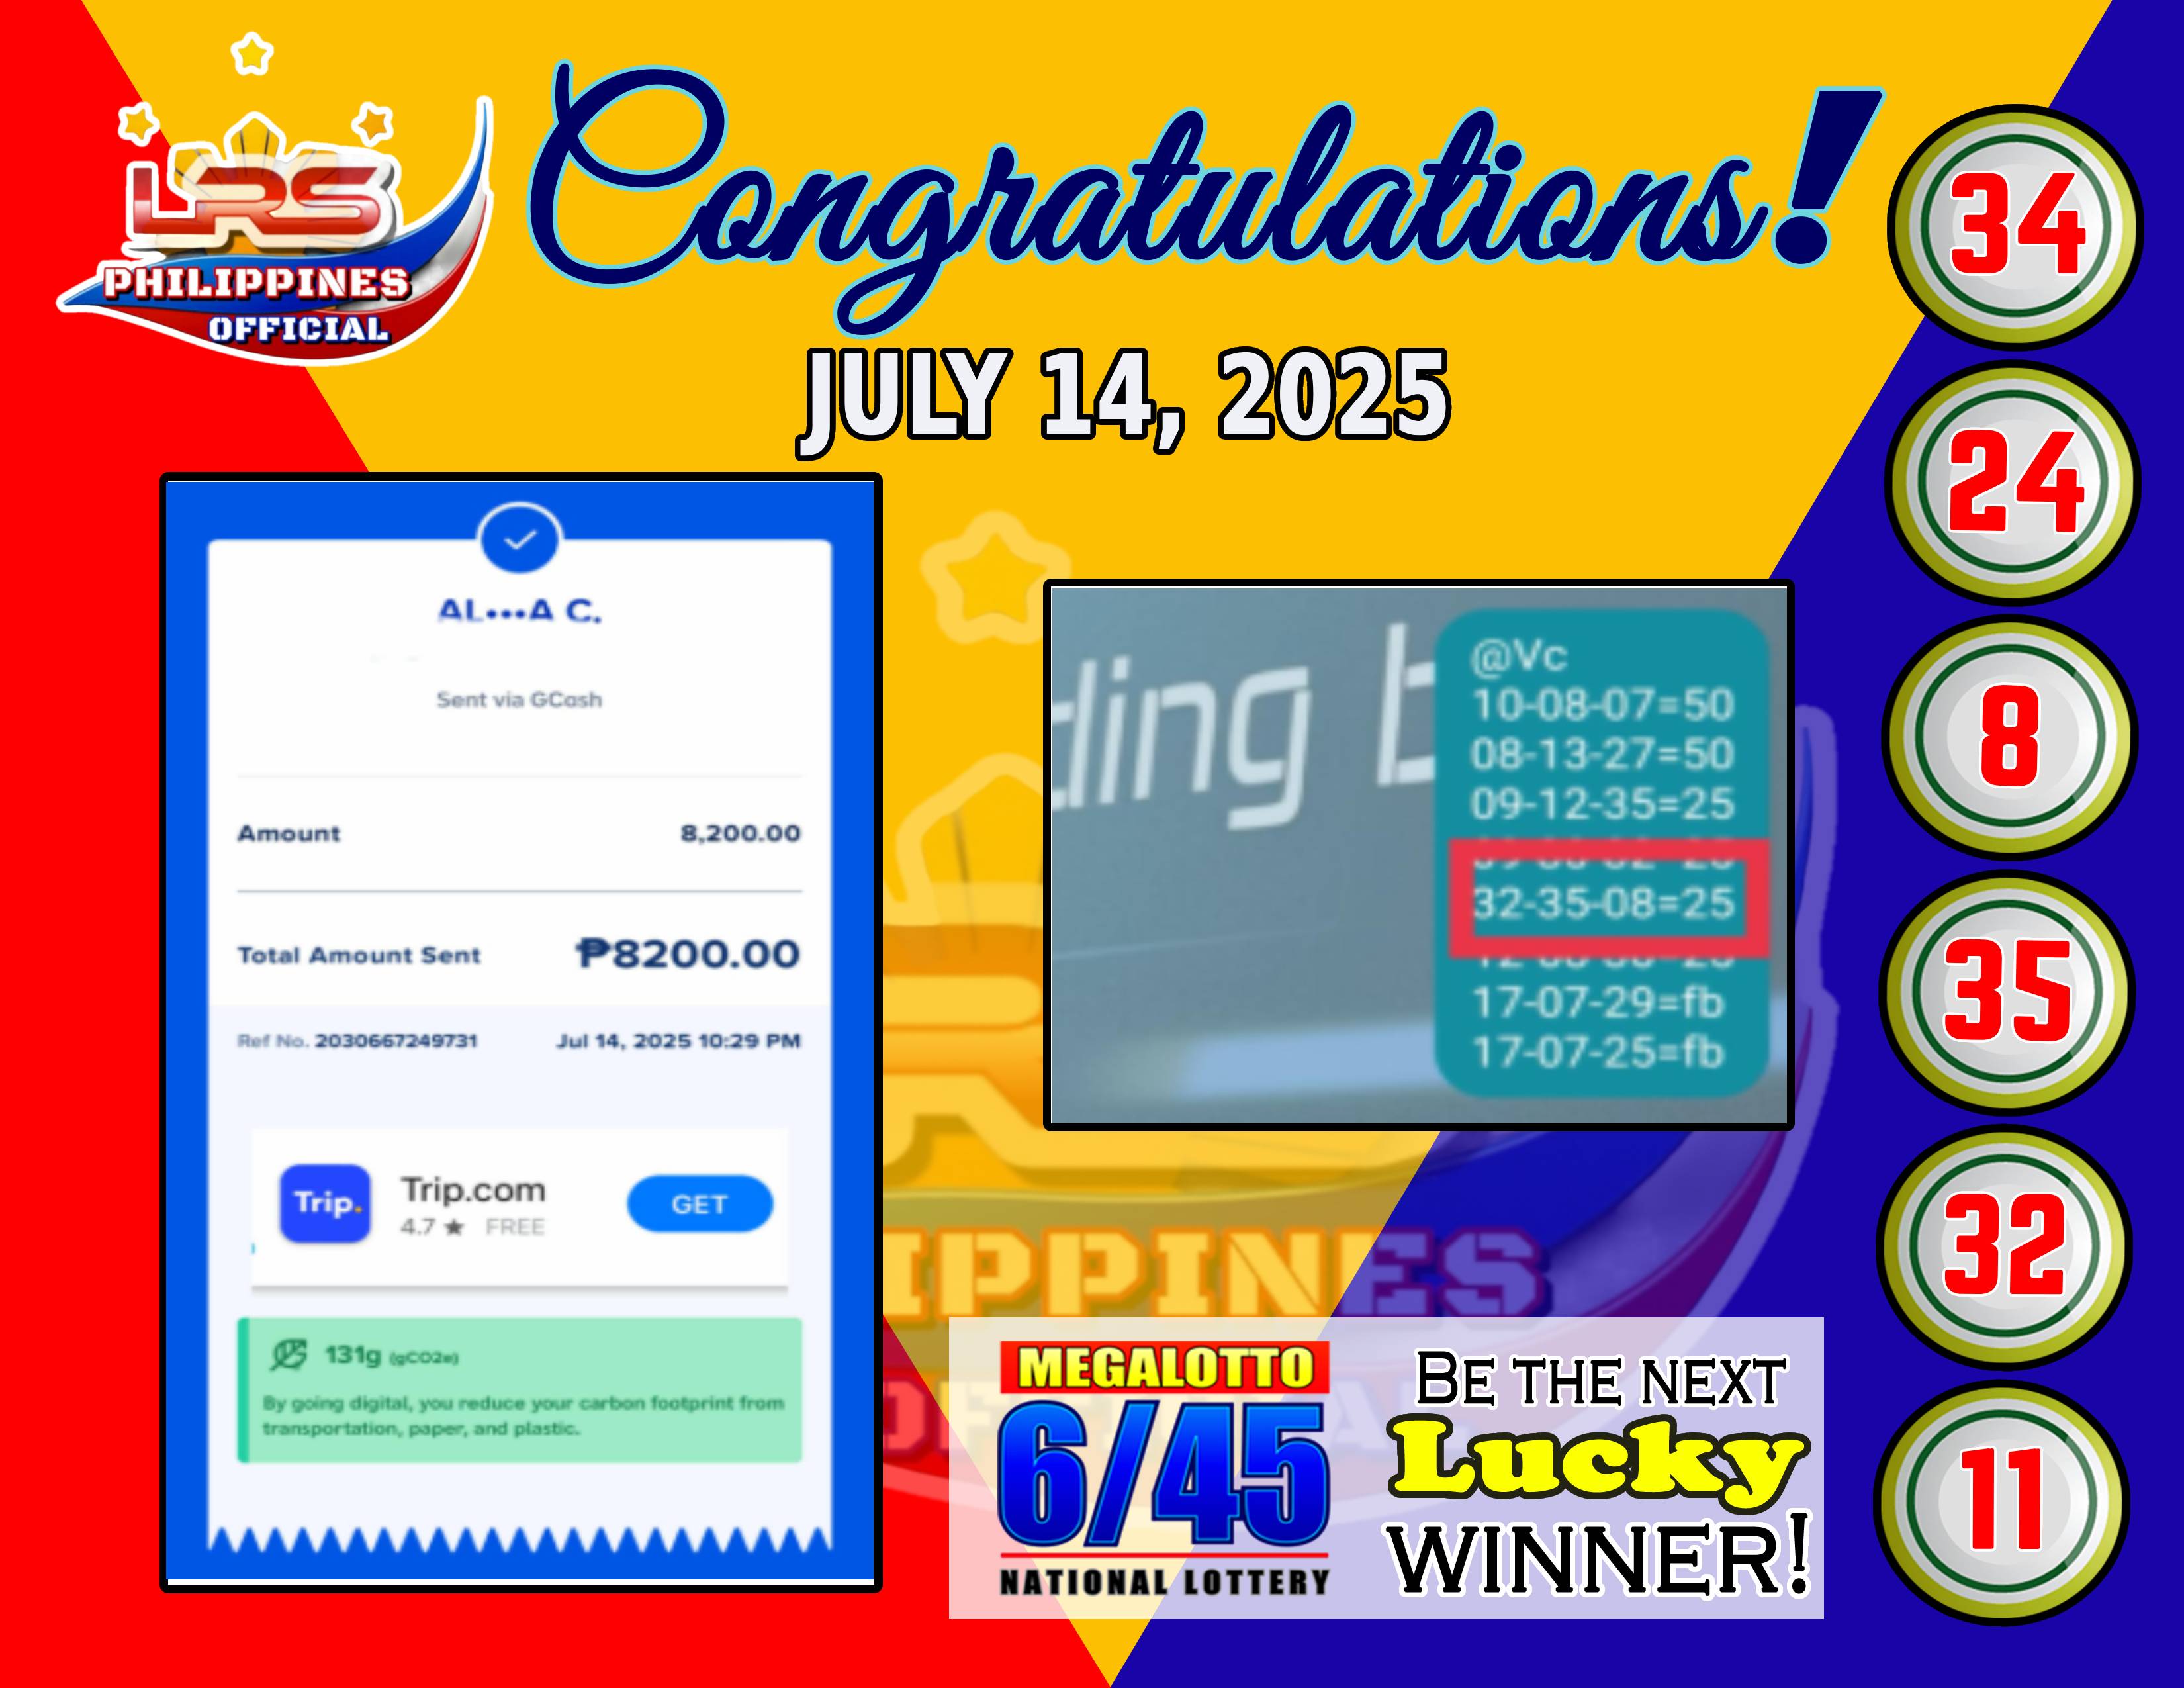 LRS
PHILIPPINES
OFFICIAL
Congratulations!
JULY 14, 2025
AL•••A C.
Sent via GCash
Amount 8,200.00
Total Amount Sent ₱8200.00
Ref No. 2030667249731 Jul 14, 2025 10:29 PM
Trip.
Trip.com
4.7 ★ FREE
GET
131g (gCO2e)
By going digital, you reduce your carbon footprint from
transportation, paper, and plastic.
ding b
@Vc
10-08-07=50
08-13-27=50
09-12-35=25
32-35-08=25
17-07-29=fb
17-07-25=fb
IPPINES
MEGALOTTO
6/45
NATIONAL LOTTERY
BE THE NEXT
Lucky
WINNER!
34
24
8
35
32
11